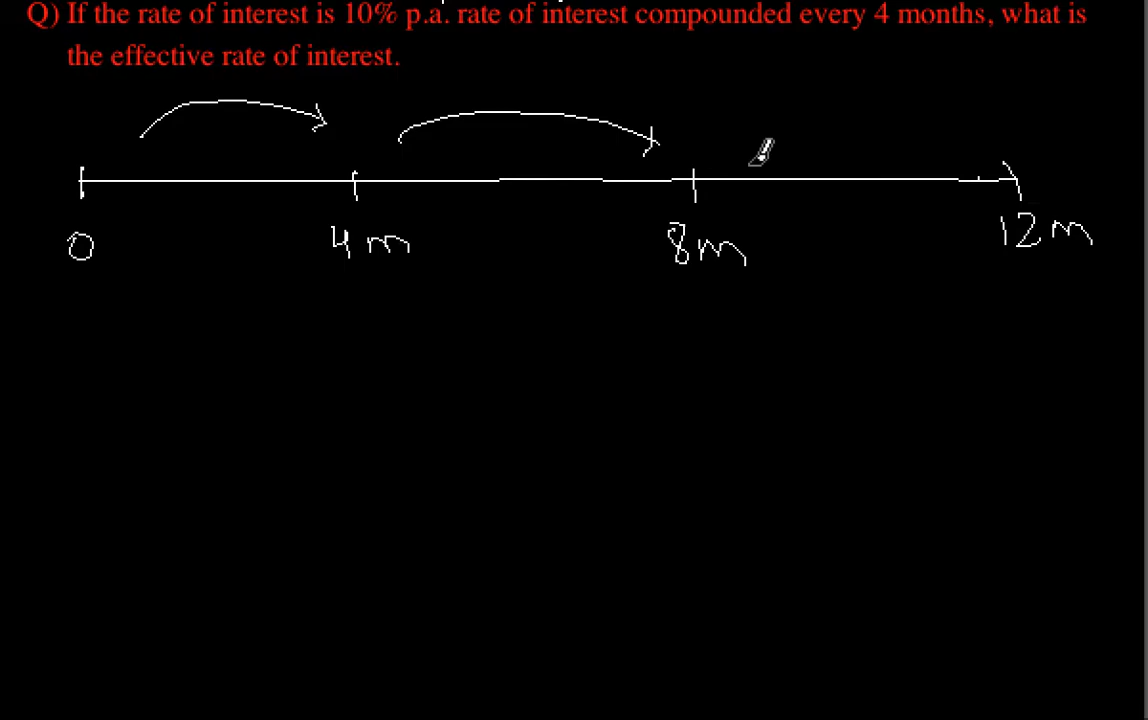 Q) If the rate of interest is 10% p.a. rate of interest compounded every 4 months, what is
the effective rate of interest.
0 4m 8m 12m